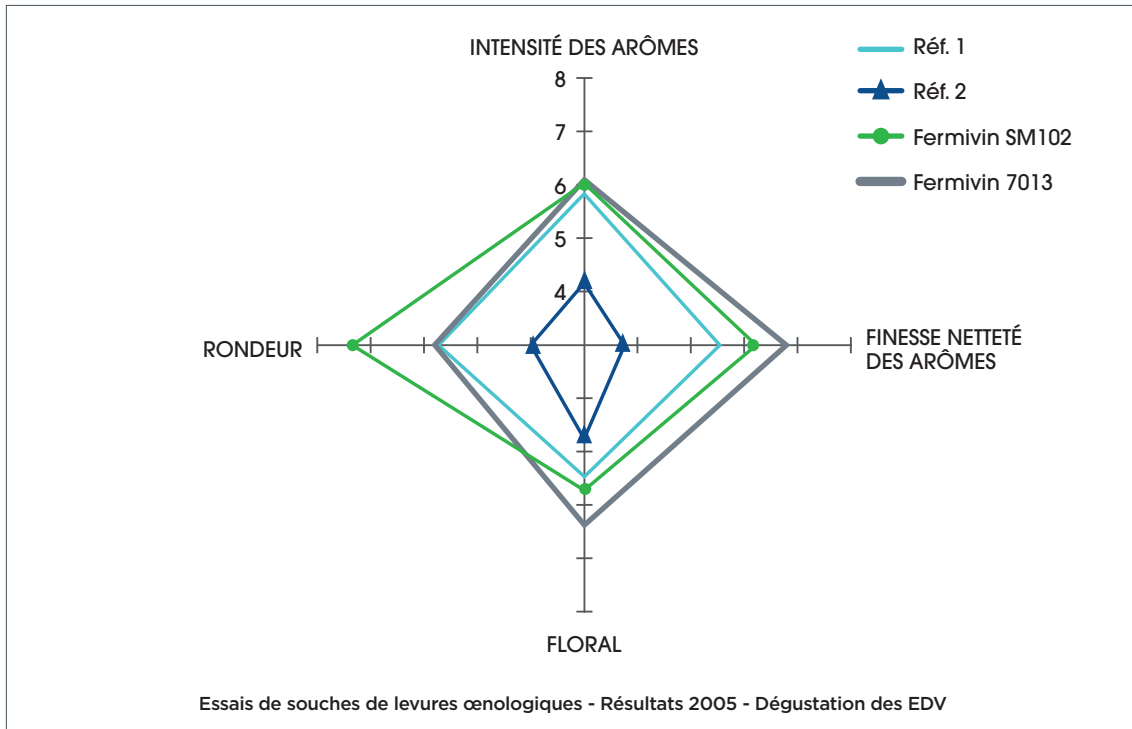 INTENSITÉ DES ARÔMES
8
7
6
5
4
Réf. 1
Réf. 2
Fermivin SM102
Fermivin 7013
RONDEUR
FINESSE NETTETÉ
DES ARÔMES
FLORAL
Essais de souches de levures œnologiques - Résultats 2005 - Dégustation des EDV